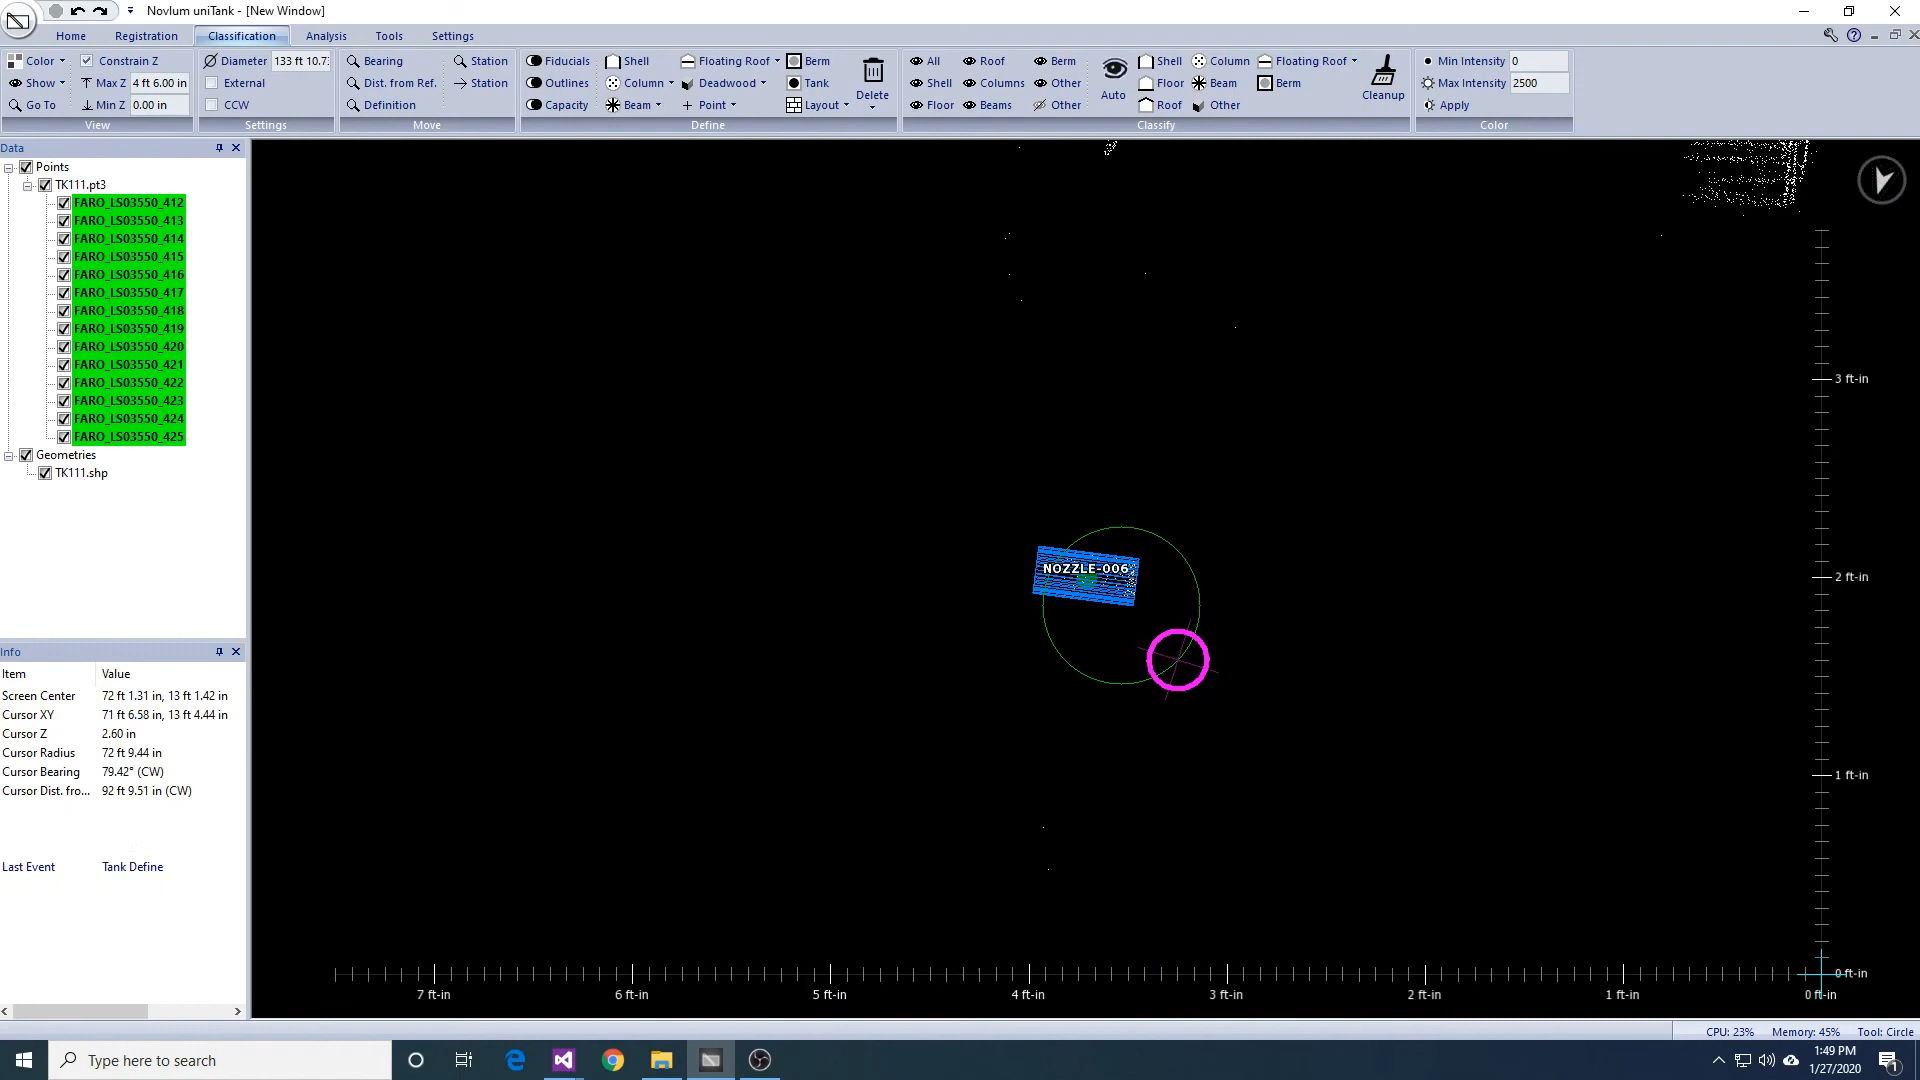 Novlum uniTank - [New Window]
Home Registration Classification Analysis Tools Settings
Color Constrain Z Diameter 133 ft 10.7 Bearing Station Fiducials Shell Floating Roof Berm All Roof Berm Shell Column Floating Roof Min Intensity 0
Show Max Z 4 ft 6.00 in External Dist. from Ref. Station Outlines Column Deadwood Tank Delete Shell Columns Other Auto Floor Beam Berm Cleanup Max Intensity 2500
Go To Min Z 0.00 in CCW Definition Capacity Beam Point Layout Floor Beams Other Roof Other Apply
View Settings Move Define Classify Color
Data
Points
TK111.pt3
FARO_LS03550_412
FARO_LS03550_413
FARO_LS03550_414
FARO_LS03550_415
FARO_LS03550_416
FARO_LS03550_417
FARO_LS03550_418
FARO_LS03550_419
FARO_LS03550_420
FARO_LS03550_421
FARO_LS03550_422
FARO_LS03550_423
FARO_LS03550_424
FARO_LS03550_425
Geometries
TK111.shp
Info
Item Value
Screen Center 72 ft 1.31 in, 13 ft 1.42 in
Cursor XY 71 ft 6.58 in, 13 ft 4.44 in
Cursor Z 2.60 in
Cursor Radius 72 ft 9.44 in
Cursor Bearing 79.42° (CW)
Cursor Dist. fro... 92 ft 9.51 in (CW)
Last Event Tank Define
NOZZLE-006
3 ft-in
2 ft-in
1 ft-in
0 ft-in
7 ft-in 6 ft-in 5 ft-in 4 ft-in 3 ft-in 2 ft-in 1 ft-in 0 ft-in
CPU: 23% Memory: 45% Tool: Circle
Type here to search
1:49 PM
1/27/2020
1